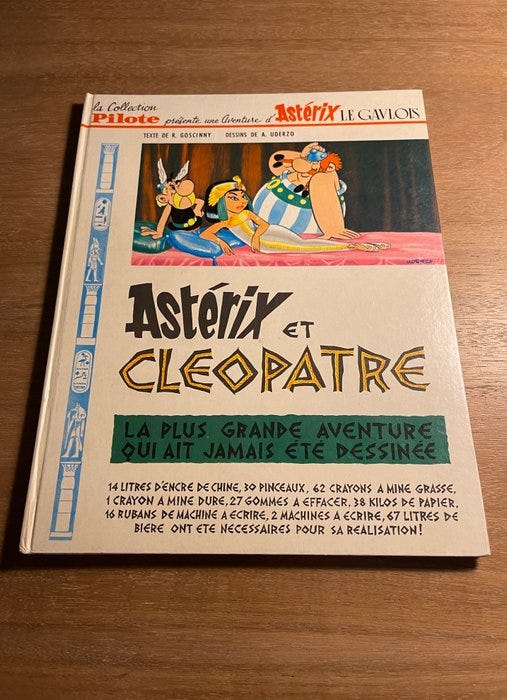 la Collection
Pilote présente une Aventure d'Astérix LE GAVLOIS
TEXTE DE R. GOSCINNY DESSINS DE A. UDERZO
UDERZO
Astérix ET
CLEOPATRE
LA PLUS GRANDE AVENTURE
QUI AIT JAMAIS ÉTÉ DESSINÉE
14 LITRES D'ENCRE DE CHINE, 30 PINCEAUX, 62 CRAYONS A MINE GRASSE,
1 CRAYON A MINE DURE, 27 GOMMES A EFFACER, 38 KILOS DE PAPIER,
16 RUBANS DE MACHINE A ECRIRE, 2 MACHINES A ECRIRE, 67 LITRES DE
BIERE ONT ETE NECESSAIRES POUR SA REALISATION!